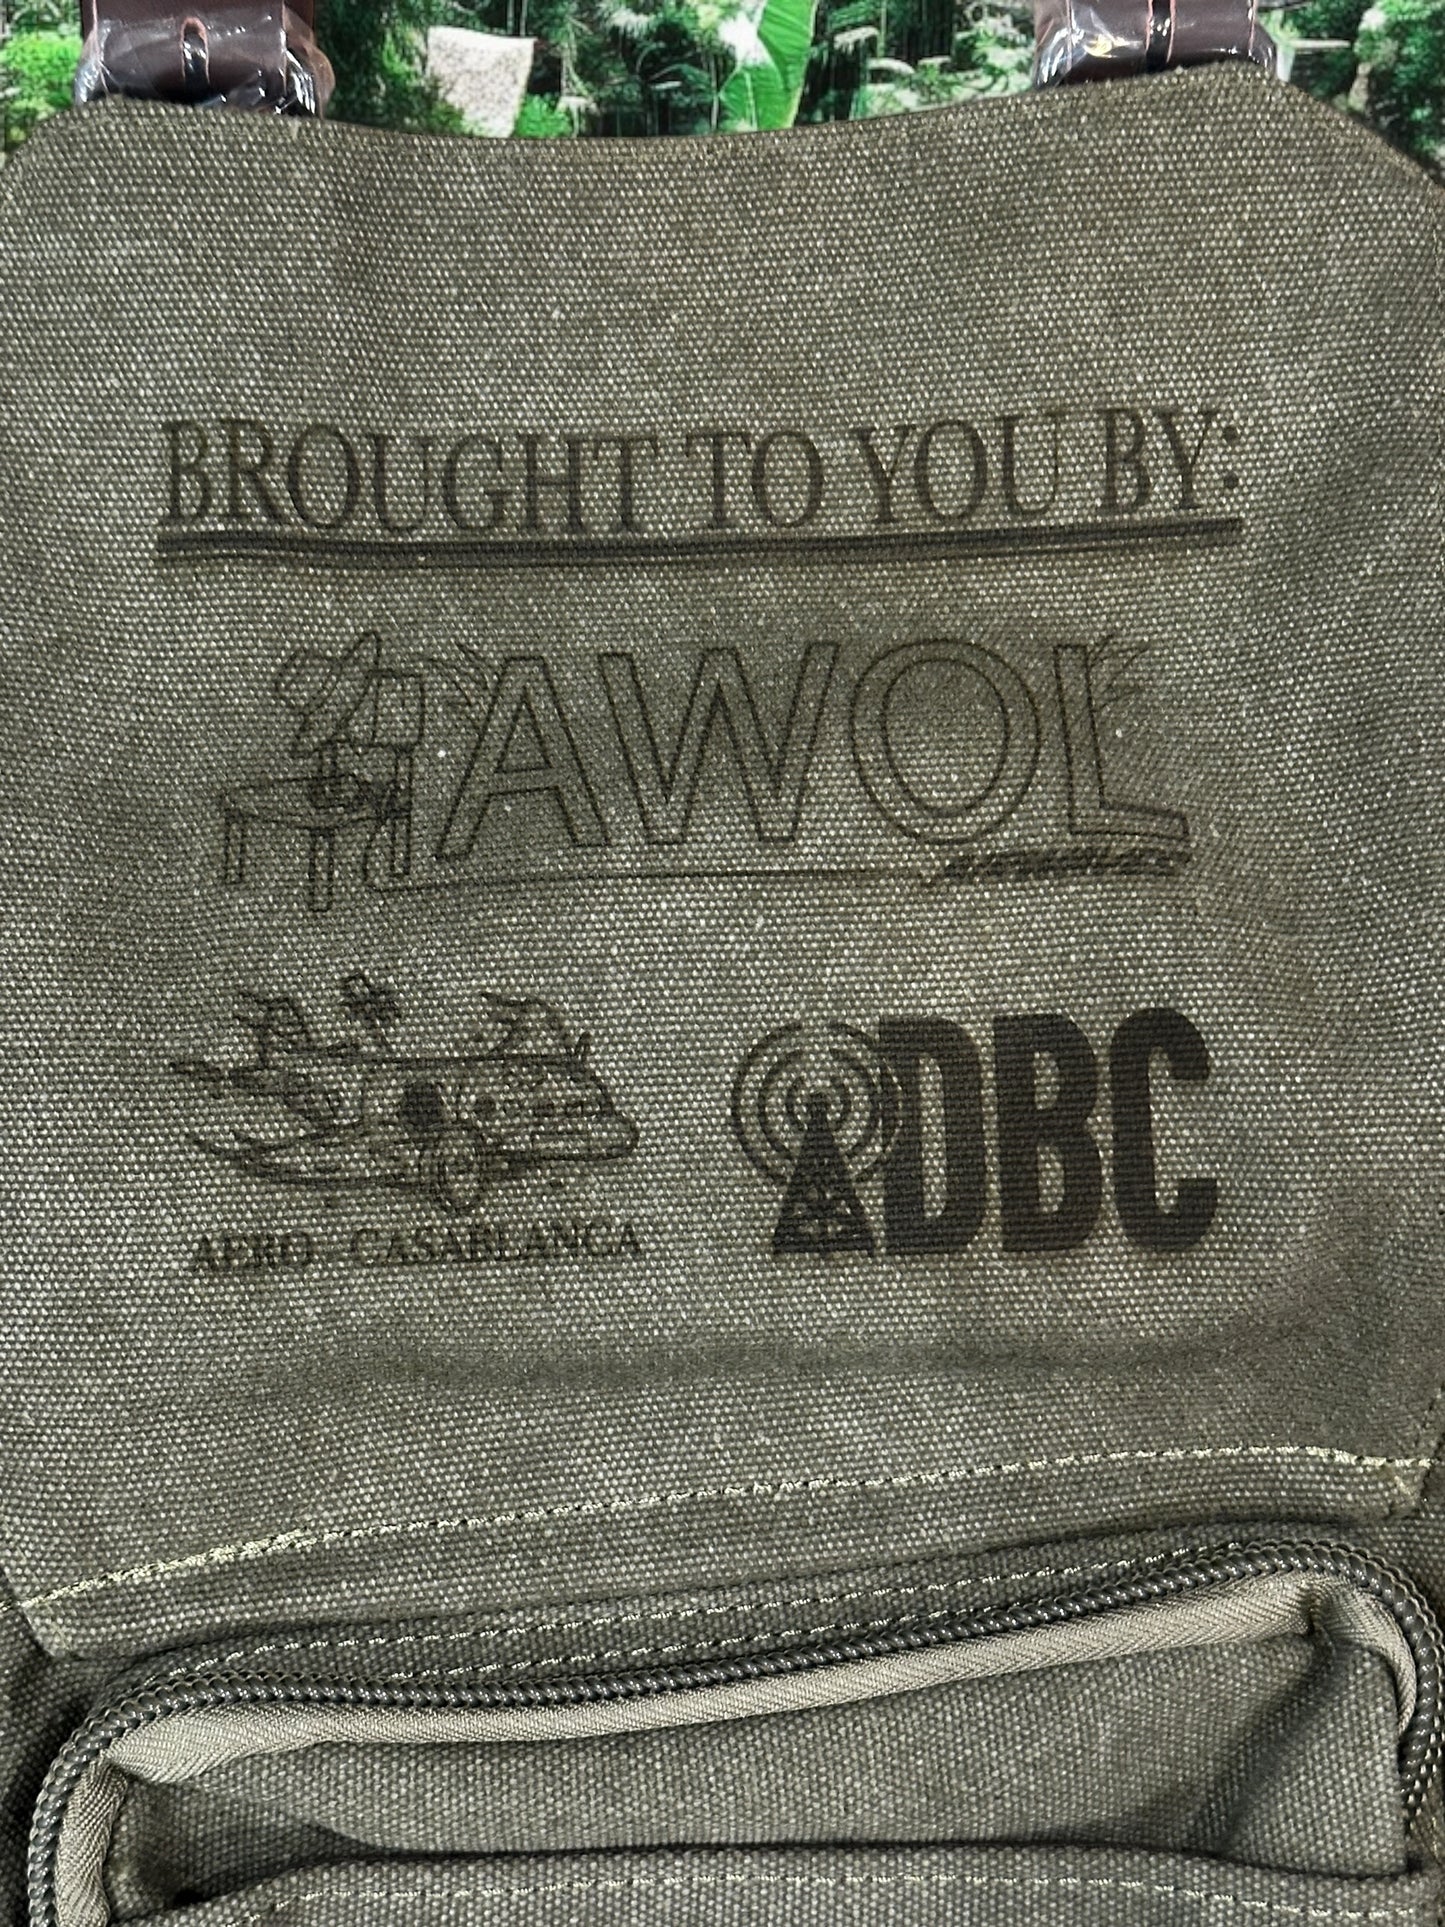 BROUGHT TO YOU BY:
AWOL
AERO - CASABLANCA
DBC